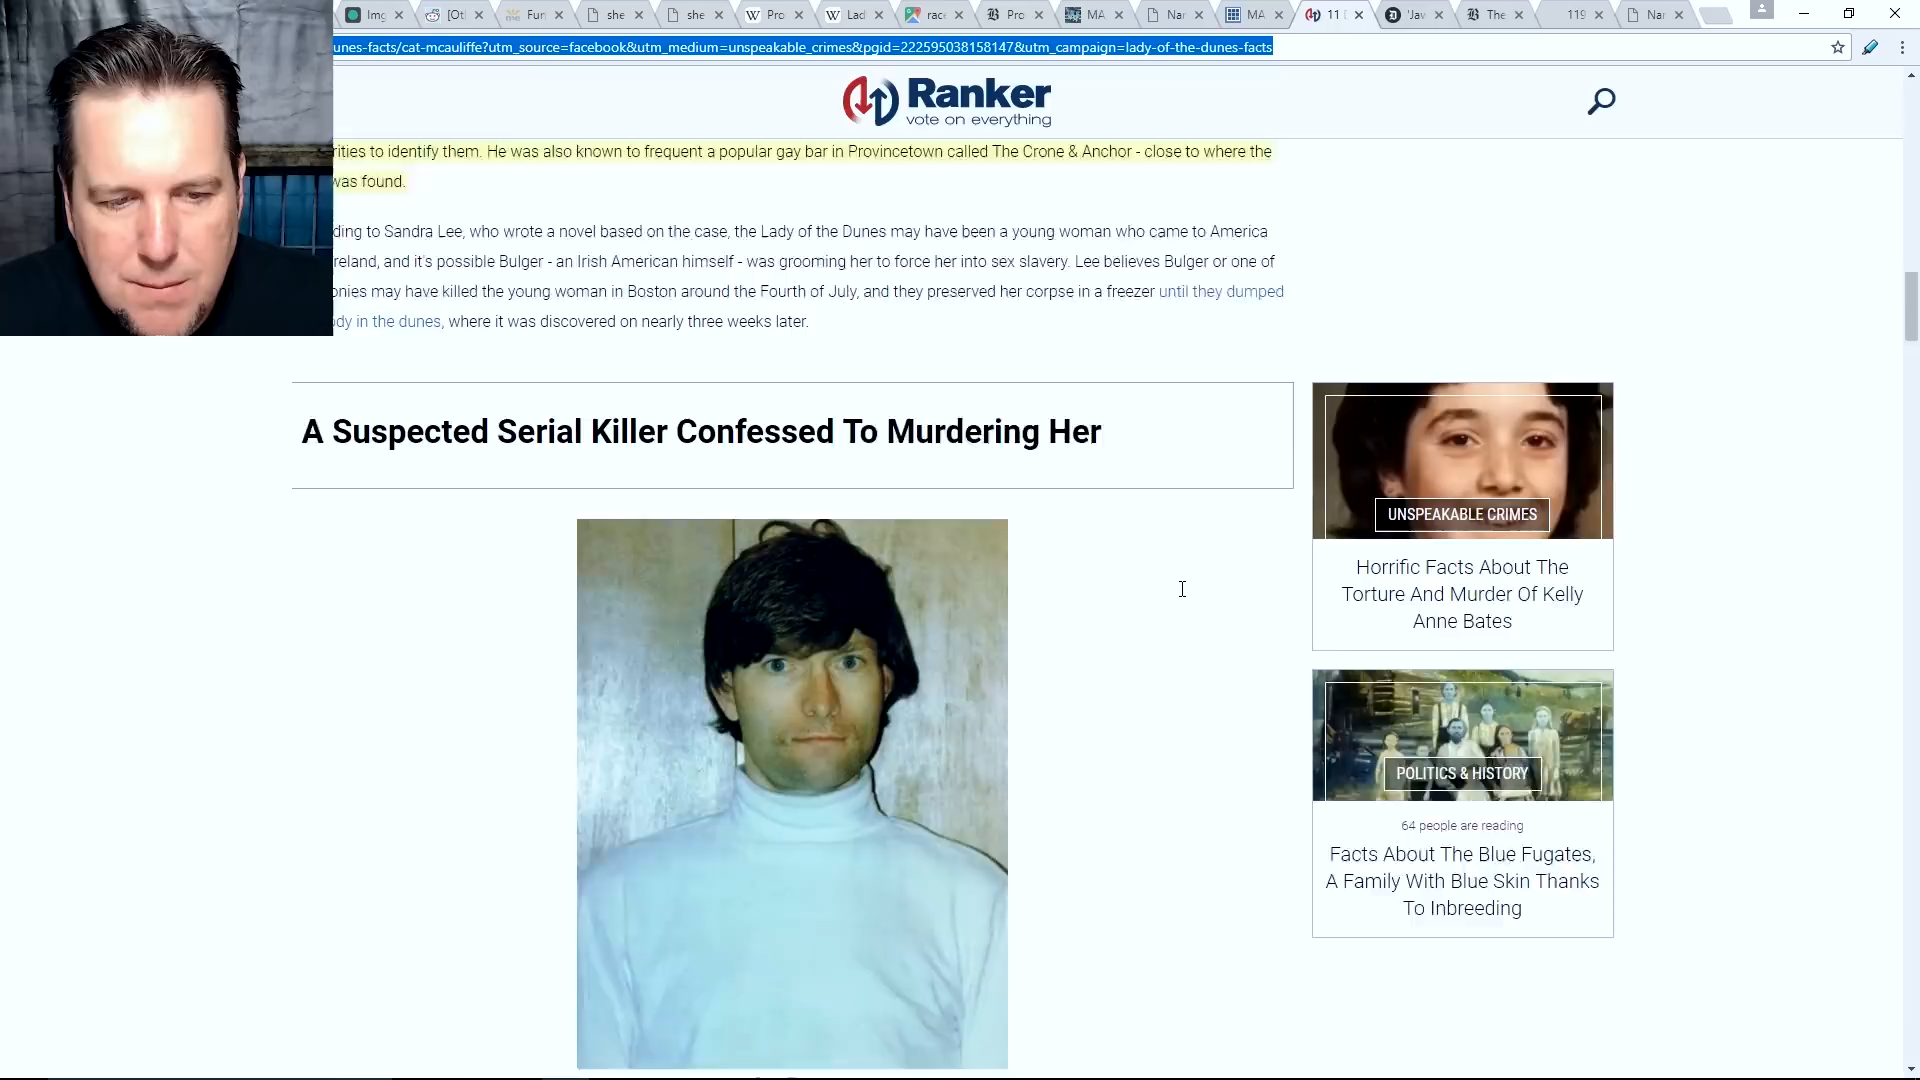 Img
[Ot
Fur
she
she
Pro
Lad
race
Pro
MA
Nar
MA
11
'Jav
The
119
Nar
unes-facts/cat-mcauliffe?utm_source=facebook&utm_medium=unspeakable_crimes&pgid=222595038158147&utm_campaign=lady-of-the-dunes-facts
Ranker
vote on everything
rities to identify them. He was also known to frequent a popular gay bar in Provincetown called The Crone & Anchor - close to where the
was found.
ding to Sandra Lee, who wrote a novel based on the case, the Lady of the Dunes may have been a young woman who came to America
reland, and it's possible Bulger - an Irish American himself - was grooming her to force her into sex slavery. Lee believes Bulger or one of
onies may have killed the young woman in Boston around the Fourth of July, and they preserved her corpse in a freezer until they dumped
dy in the dunes, where it was discovered on nearly three weeks later.
A Suspected Serial Killer Confessed To Murdering Her
UNSPEAKABLE CRIMES
Horrific Facts About The
Torture And Murder Of Kelly
Anne Bates
POLITICS & HISTORY
64 people are reading
Facts About The Blue Fugates,
A Family With Blue Skin Thanks
To Inbreeding